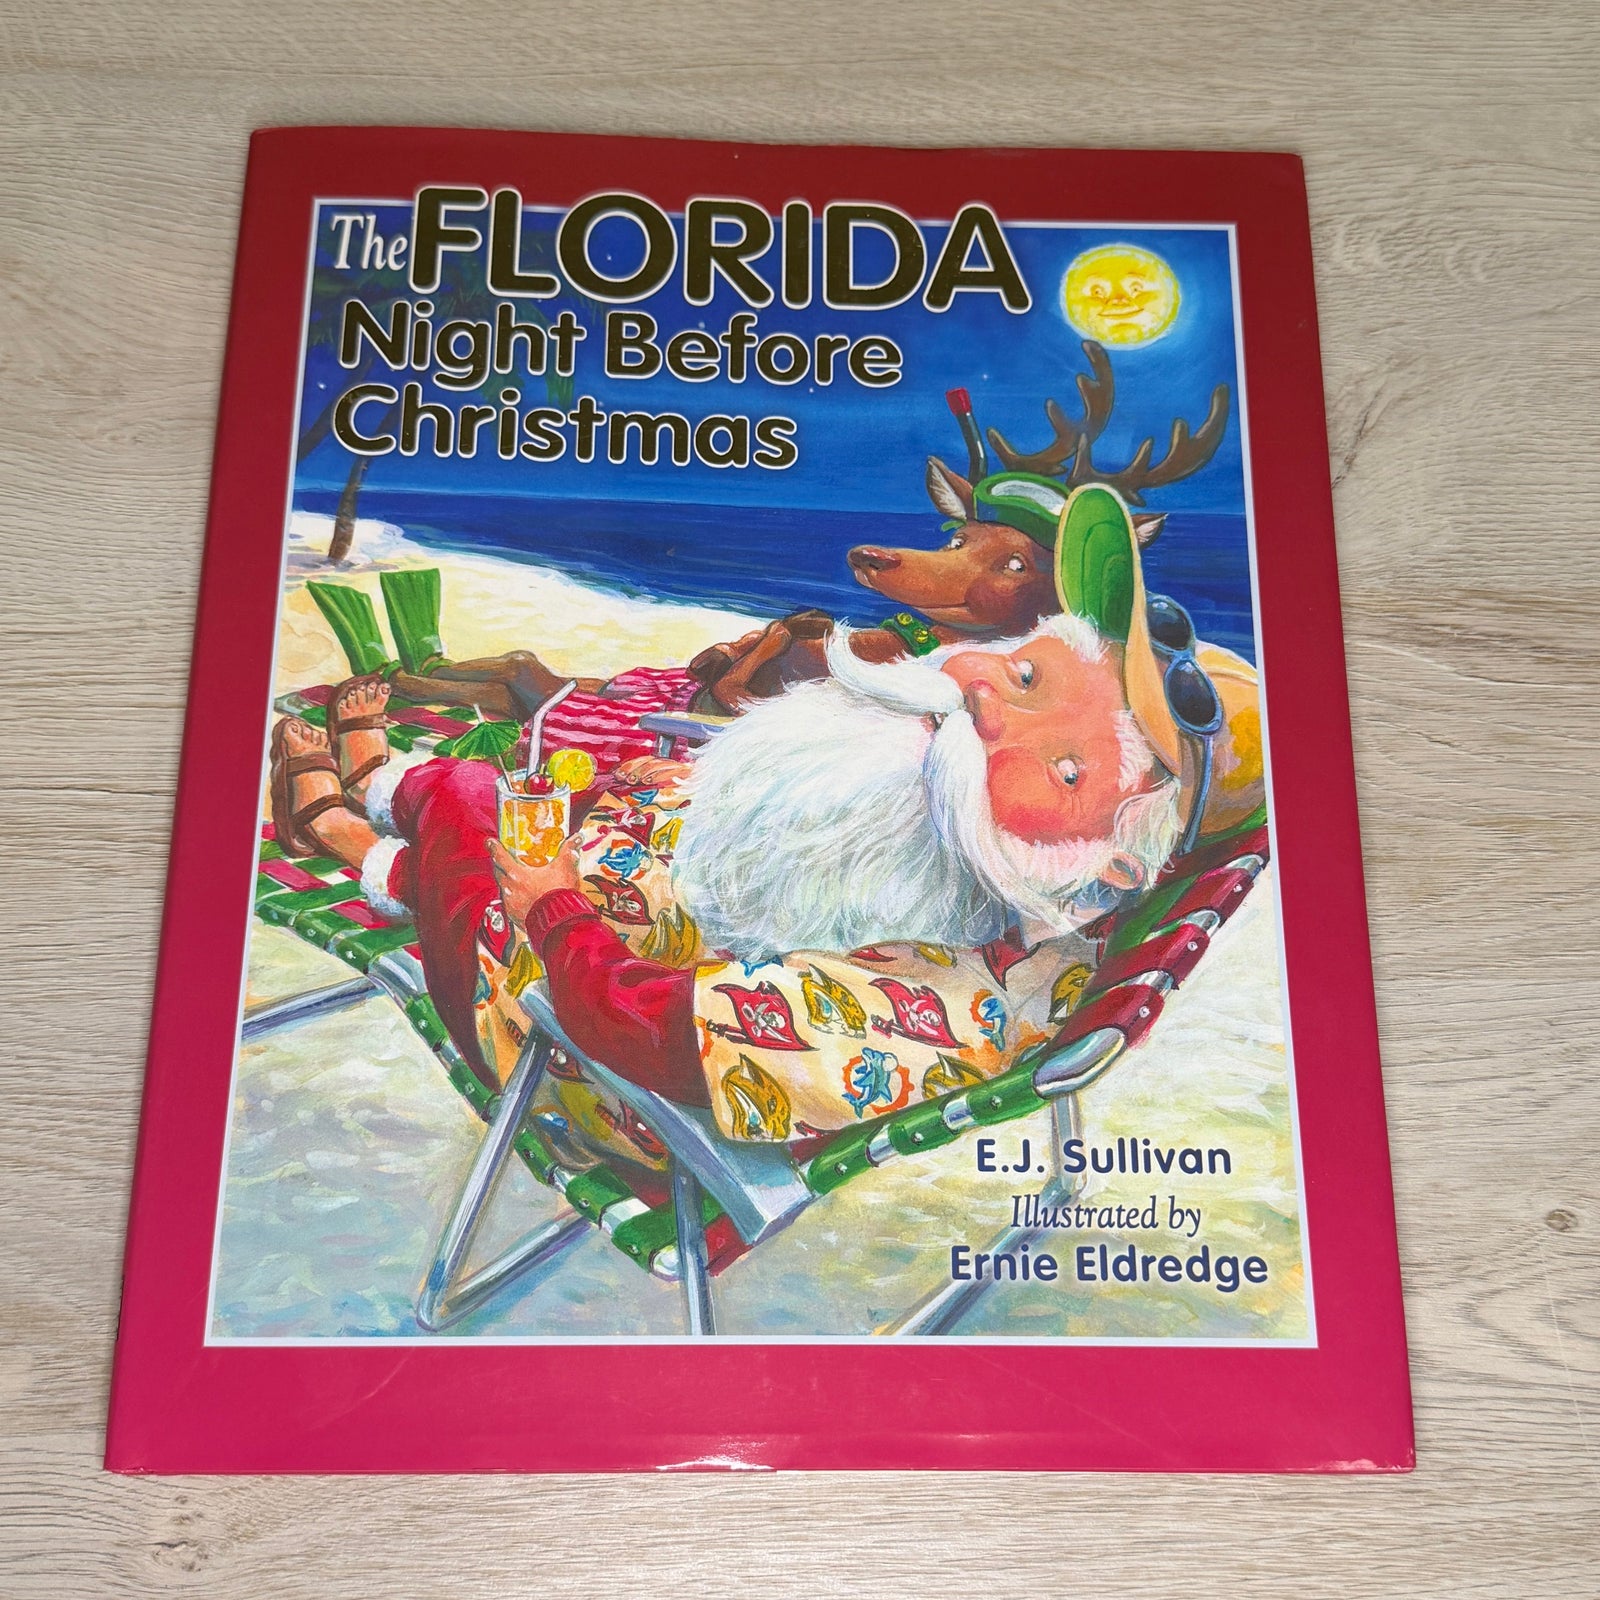 The FLORIDA
Night Before
Christmas
E.J. Sullivan
Illustrated by
Ernie Eldredge